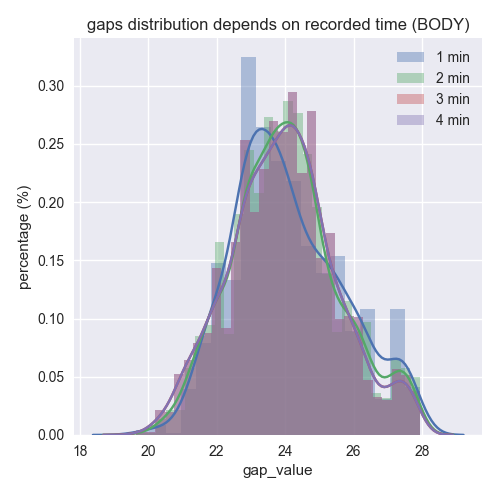 gaps distribution depends on recorded time (BODY)
1 min
2 min
3 min
4 min
0.30
0.25
0.20
0.15
0.10
0.05
0.00
percentage (%)
18 20 22 24 26 28
gap_value